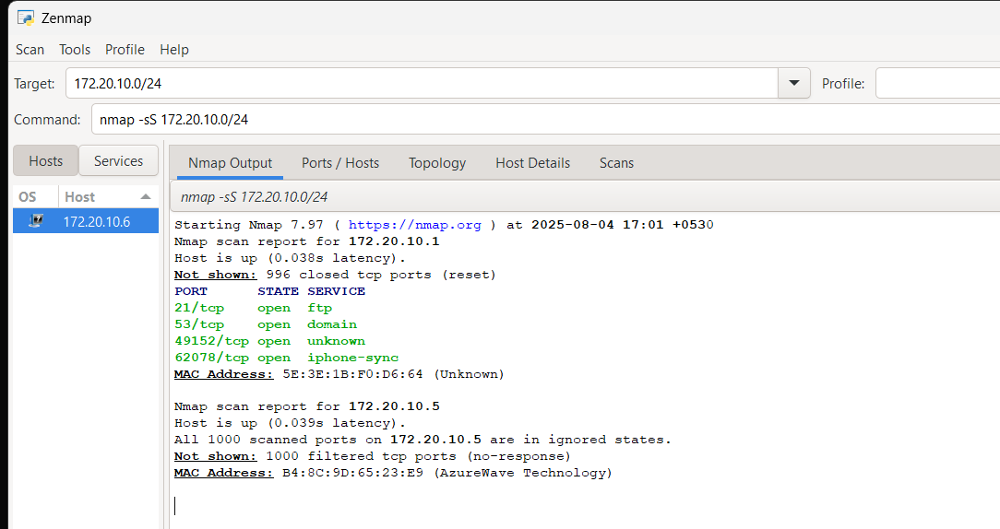 Zenmap
Scan Tools Profile Help
Target: 172.20.10.0/24 Profile:
Command: nmap -sS 172.20.10.0/24
Hosts Services
Nmap Output Ports / Hosts Topology Host Details Scans
OS Host
nmap -sS 172.20.10.0/24
172.20.10.6
Starting Nmap 7.97 ( https://nmap.org ) at 2025-08-04 17:01 +0530
Nmap scan report for 172.20.10.1
Host is up (0.038s latency).
Not shown: 996 closed tcp ports (reset)
PORT STATE SERVICE
21/tcp open ftp
53/tcp open domain
49152/tcp open unknown
62078/tcp open iphone-sync
MAC Address: 5E:3E:1B:F0:D6:64 (Unknown)
Nmap scan report for 172.20.10.5
Host is up (0.039s latency).
All 1000 scanned ports on 172.20.10.5 are in ignored states.
Not shown: 1000 filtered tcp ports (no-response)
MAC Address: B4:8C:9D:65:23:E9 (AzureWave Technology)